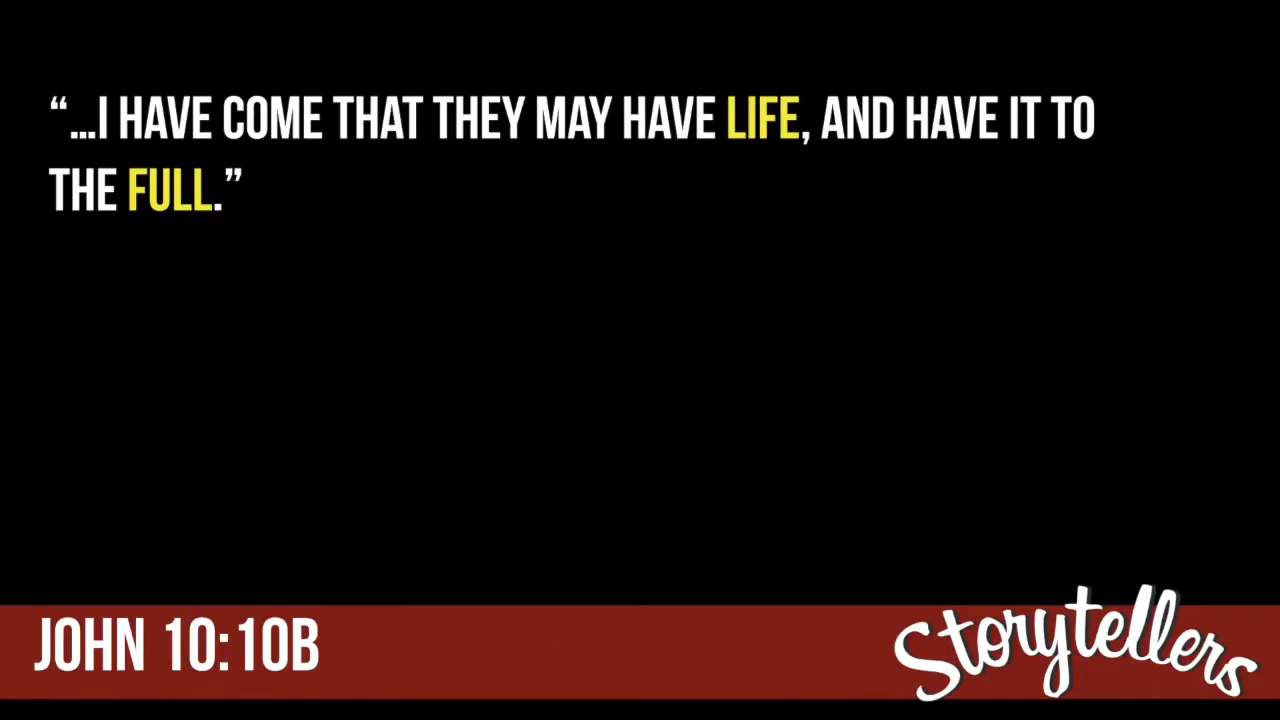 “...I HAVE COME THAT THEY MAY HAVE LIFE, AND HAVE IT TO
THE FULL.”
JOHN 10:10B
Storytellers